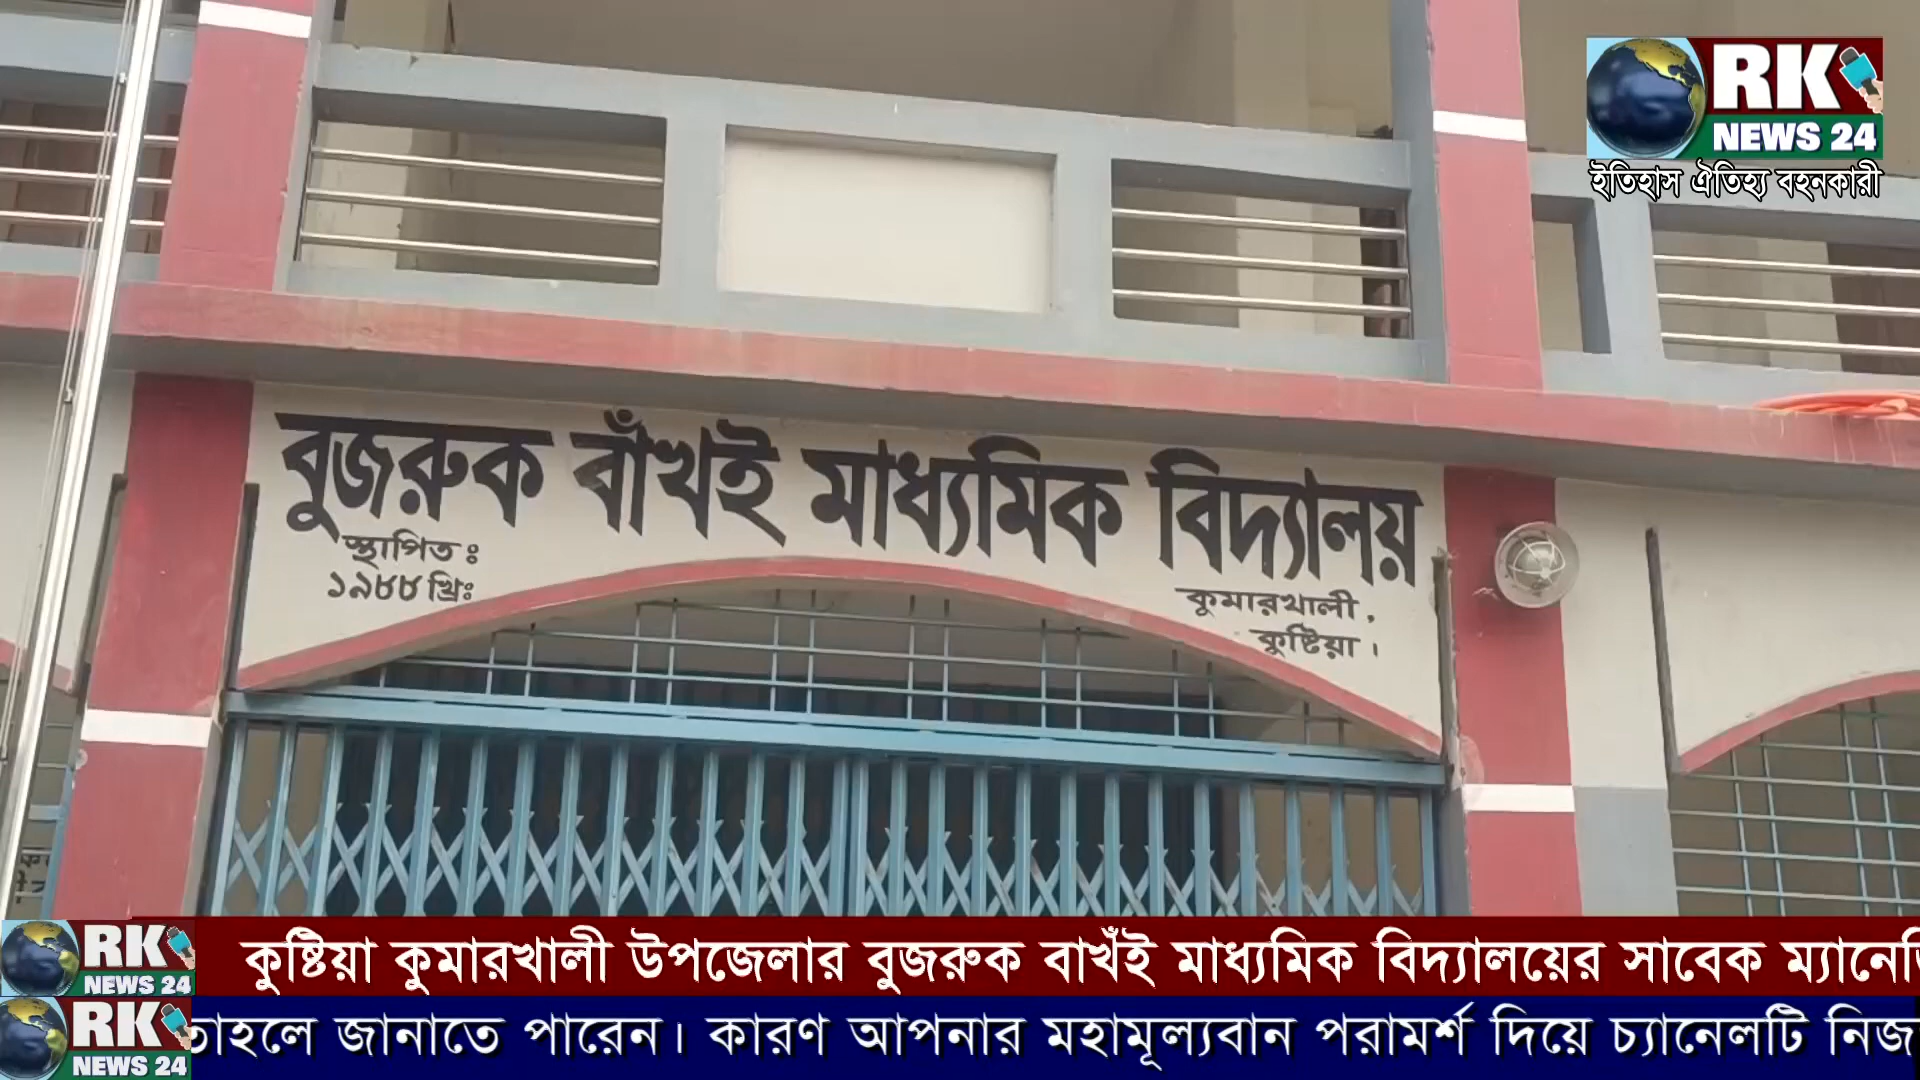 RK
NEWS 24
ইতিহাস ঐতিহ্য বহনকারী
বুজরুক বাঁখই মাধ্যমিক বিদ্যালয়
স্থাপিত ঃ
১৯৮৮ খ্রিঃ
কুমারখালী,
কুষ্টিয়া।
RK
NEWS 24
কুষ্টিয়া কুমারখালী উপজেলার বুজরুক বাখঁই মাধ্যমিক বিদ্যালয়ের সাবেক
RK
NEWS 24
তাহলে জানাতে পারেন। কারণ আপনার মহামূল্যবান পরামর্শ দিয়ে চ্যানেলটি নিজ